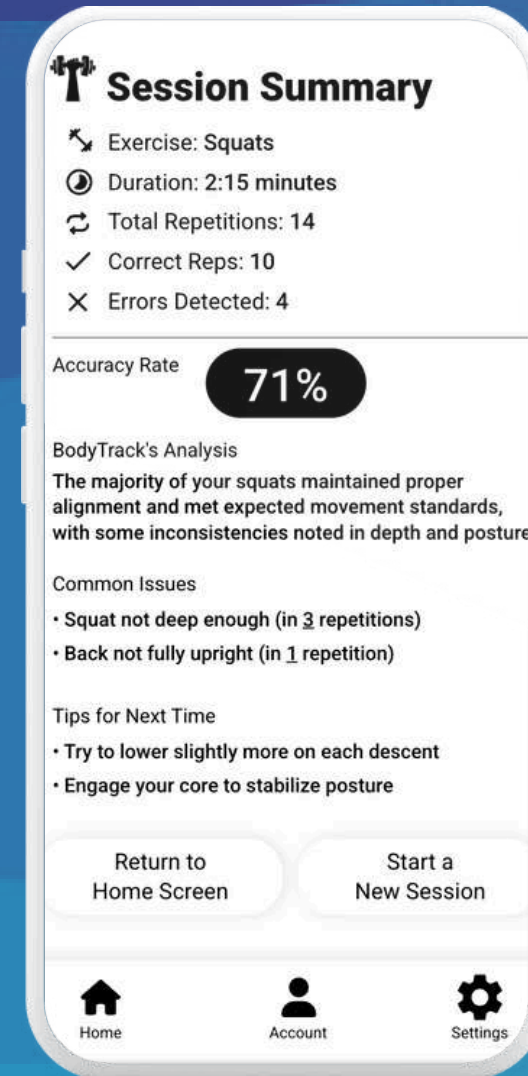 Session Summary
Exercise: Squats
Duration: 2:15 minutes
Total Repetitions: 14
Correct Reps: 10
Errors Detected: 4
Accuracy Rate
71%
BodyTrack's Analysis
The majority of your squats maintained proper
alignment and met expected movement standards,
with some inconsistencies noted in depth and posture
Common Issues
• Squat not deep enough (in 3 repetitions)
• Back not fully upright (in 1 repetition)
Tips for Next Time
• Try to lower slightly more on each descent
• Engage your core to stabilize posture
Return to
Home Screen
Start a
New Session
Home
Account
Settings